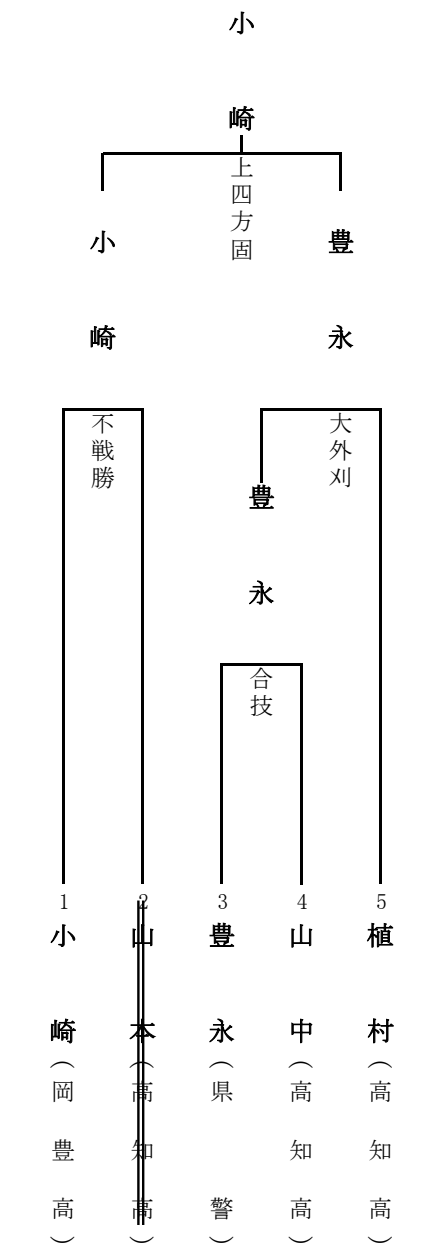 小崎
上四方固
小崎
豊永
不戦勝
大外刈
豊永
合技
1 小崎（岡豊高）
2 山本（高知高）
3 豊永（県警）
4 山中（高知高）
5 植村（高知高）